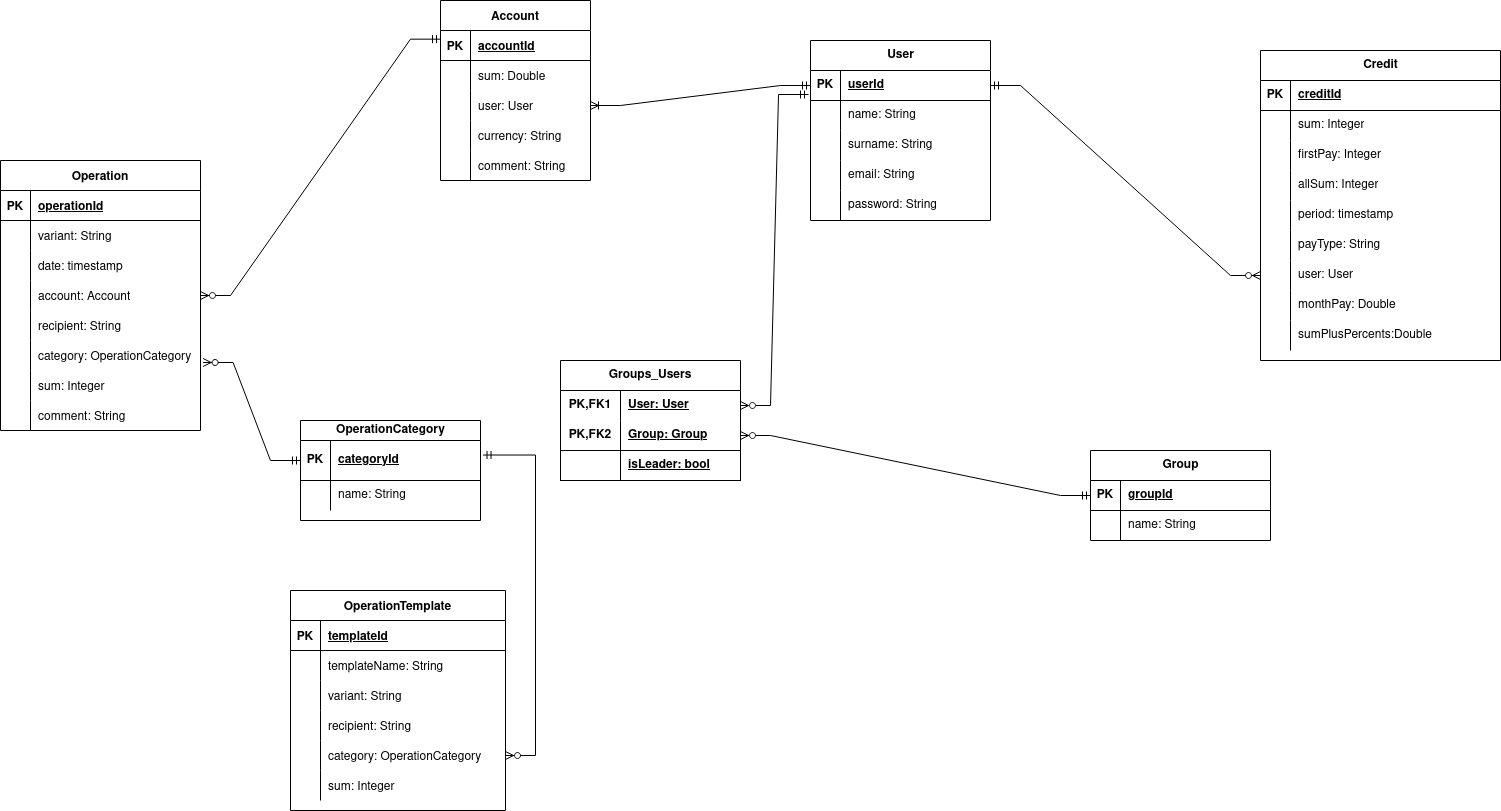 Account
PK accountId
sum: Double
user: User
currency: String
comment: String
User
PK userId
name: String
surname: String
email: String
password: String
Credit
PK creditId
sum: Integer
firstPay: Integer
allSum: Integer
period: timestamp
payType: String
user: User
monthPay: Double
sumPlusPercents:Double
Operation
PK operationId
variant: String
date: timestamp
account: Account
recipient: String
category: OperationCategory
sum: Integer
comment: String
Groups_Users
PK,FK1 User: User
PK,FK2 Group: Group
isLeader: bool
OperationCategory
PK categoryId
name: String
Group
PK groupId
name: String
OperationTemplate
PK templateId
templateName: String
variant: String
recipient: String
category: OperationCategory
sum: Integer